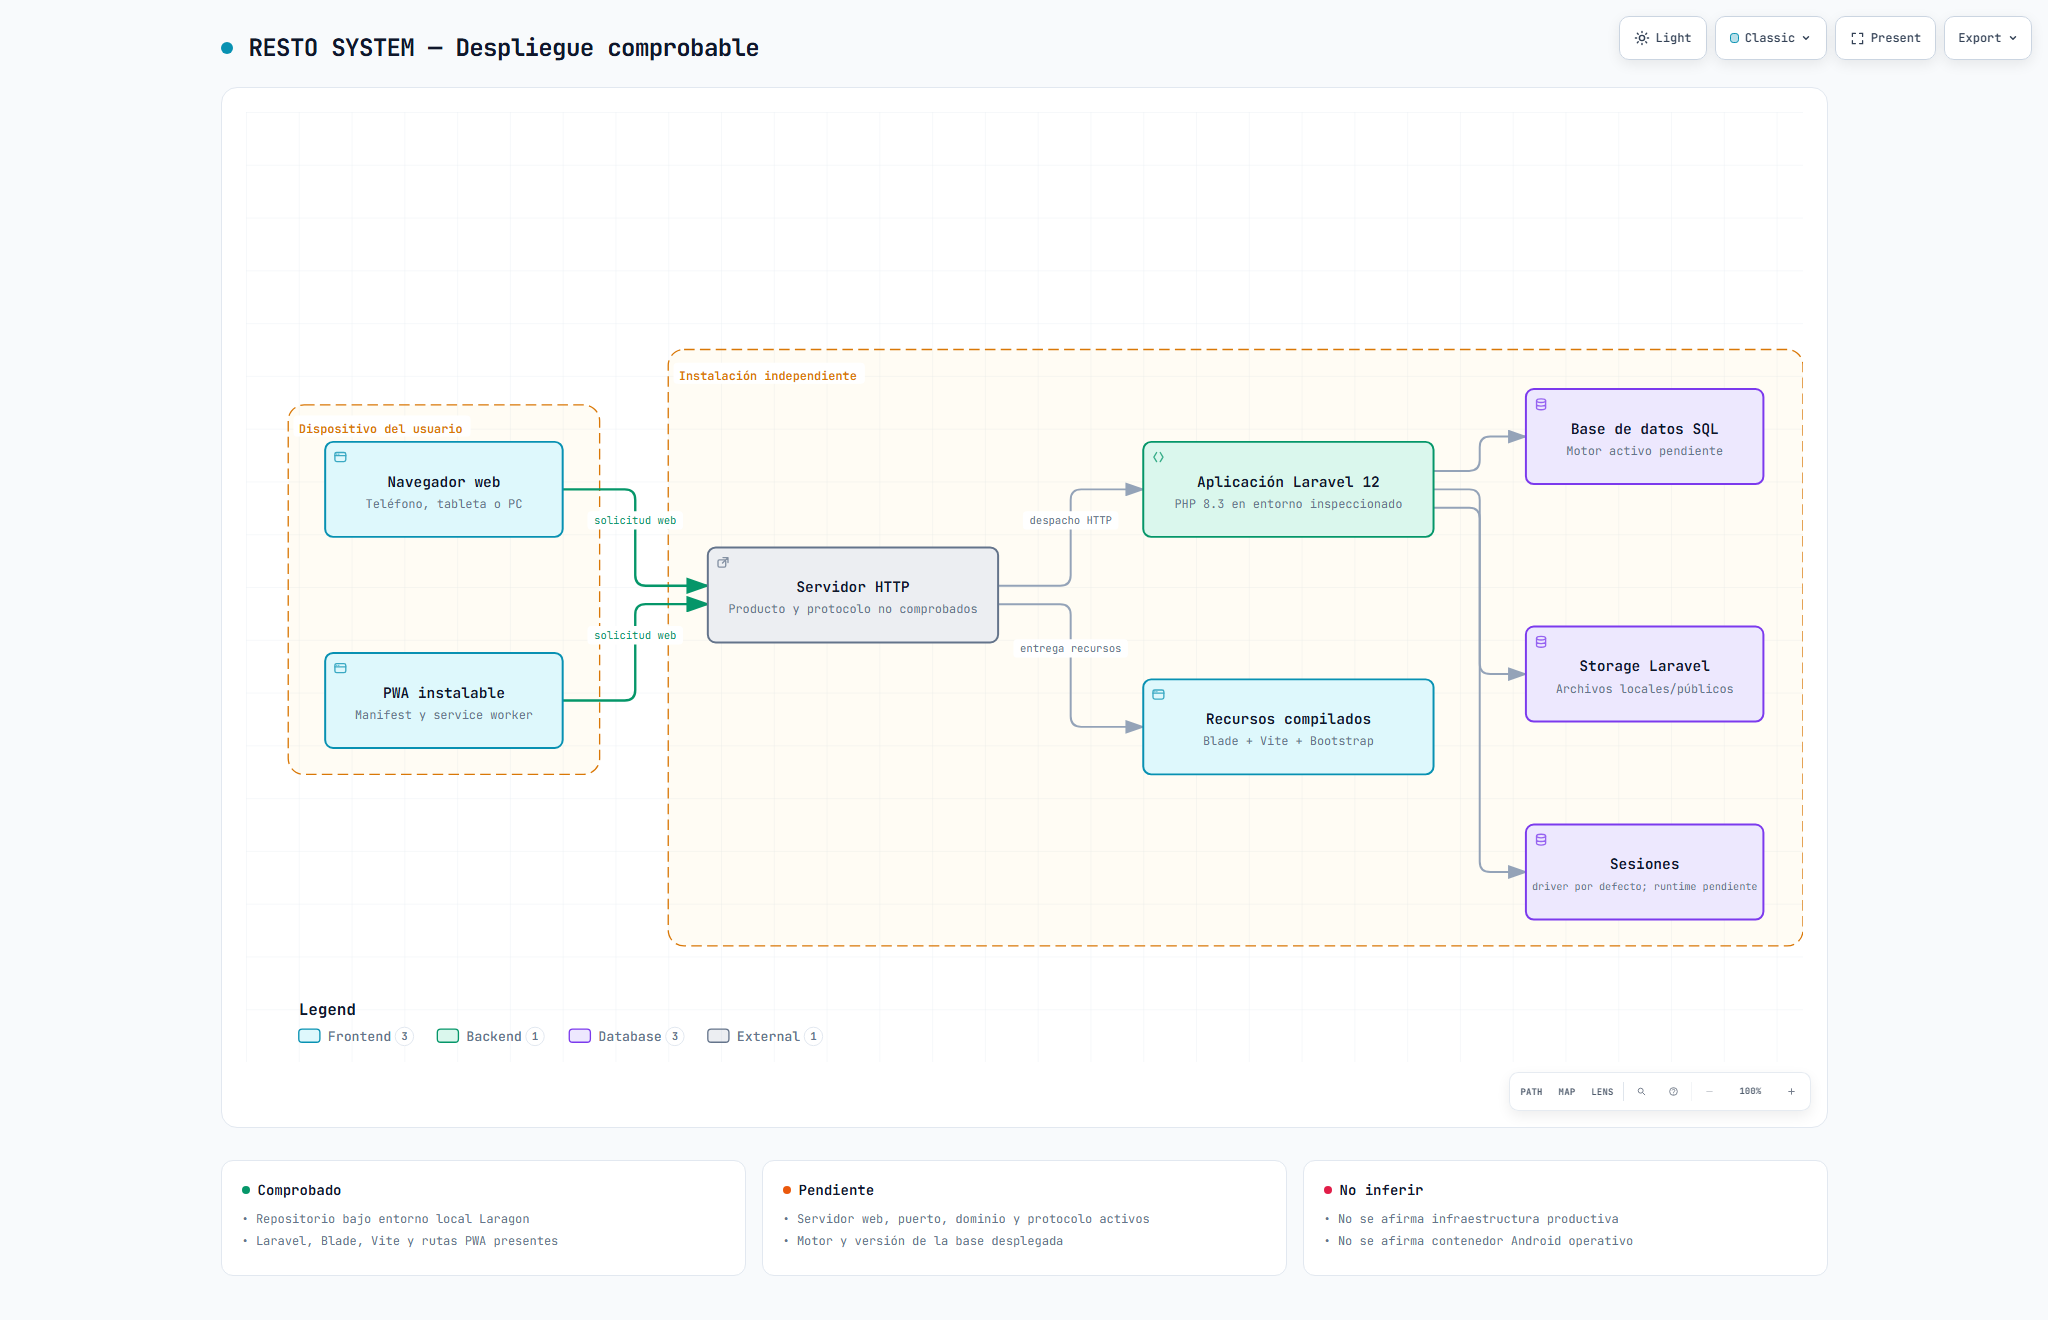 RESTO SYSTEM — Despliegue comprobable
Light
Classic
Present
Export
Instalación independiente
Dispositivo del usuario
Navegador web
Teléfono, tableta o PC
solicitud web
PWA instalable
Manifest y service worker
solicitud web
Servidor HTTP
Producto y protocolo no comprobados
despacho HTTP
entrega recursos
Aplicación Laravel 12
PHP 8.3 en entorno inspeccionado
Recursos compilados
Blade + Vite + Bootstrap
Base de datos SQL
Motor activo pendiente
Storage Laravel
Archivos locales/públicos
Sesiones
driver por defecto; runtime pendiente
Legend
Frontend 3
Backend 1
Database 3
External 1
PATH
MAP
LENS
100%
Comprobado
• Repositorio bajo entorno local Laragon
• Laravel, Blade, Vite y rutas PWA presentes
Pendiente
• Servidor web, puerto, dominio y protocolo activos
• Motor y versión de la base desplegada
No inferir
• No se afirma infraestructura productiva
• No se afirma contenedor Android operativo